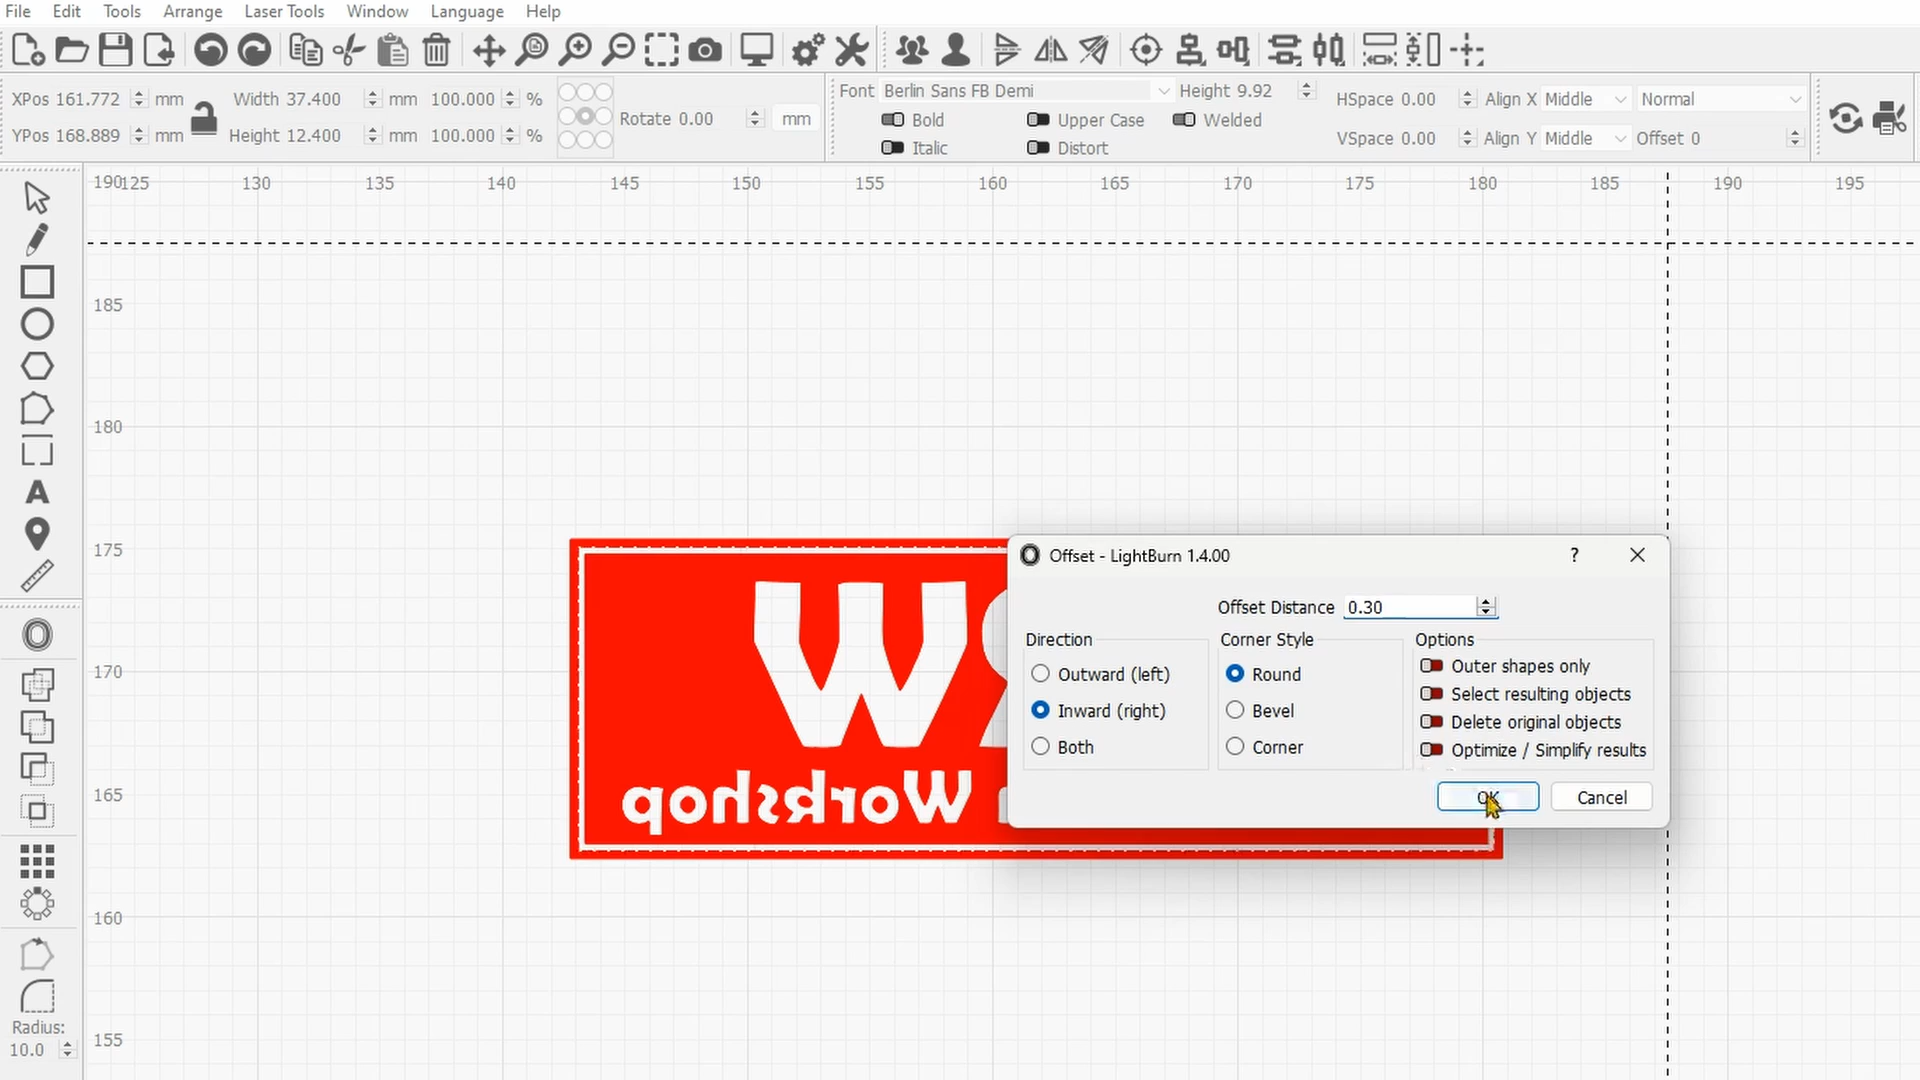 File Edit Tools Arrange Laser Tools Window Language Help
XPos 161.772 mm Width 37.400 mm 100.000 %
YPos 168.889 mm Height 12.400 mm 100.000 %
Rotate 0.00 mm
Font Berlin Sans FB Demi Height 9.92
Bold Upper Case Welded
Italic Distort
HSpace 0.00 Align X Middle Normal
VSpace 0.00 Align Y Middle Offset 0
190 125 130 135 140 145 150 155 160 165 170 175 180 185 190 195
185
180
175
170
165
160
155
A
W
Workshop
Offset - LightBurn 1.4.00 ?
Offset Distance 0.30
Direction Corner Style Options
Outward (left) Round Outer shapes only
Inward (right) Bevel Select resulting objects
Both Corner Delete original objects
Optimize / Simplify results
OK Cancel
Radius:
10.0